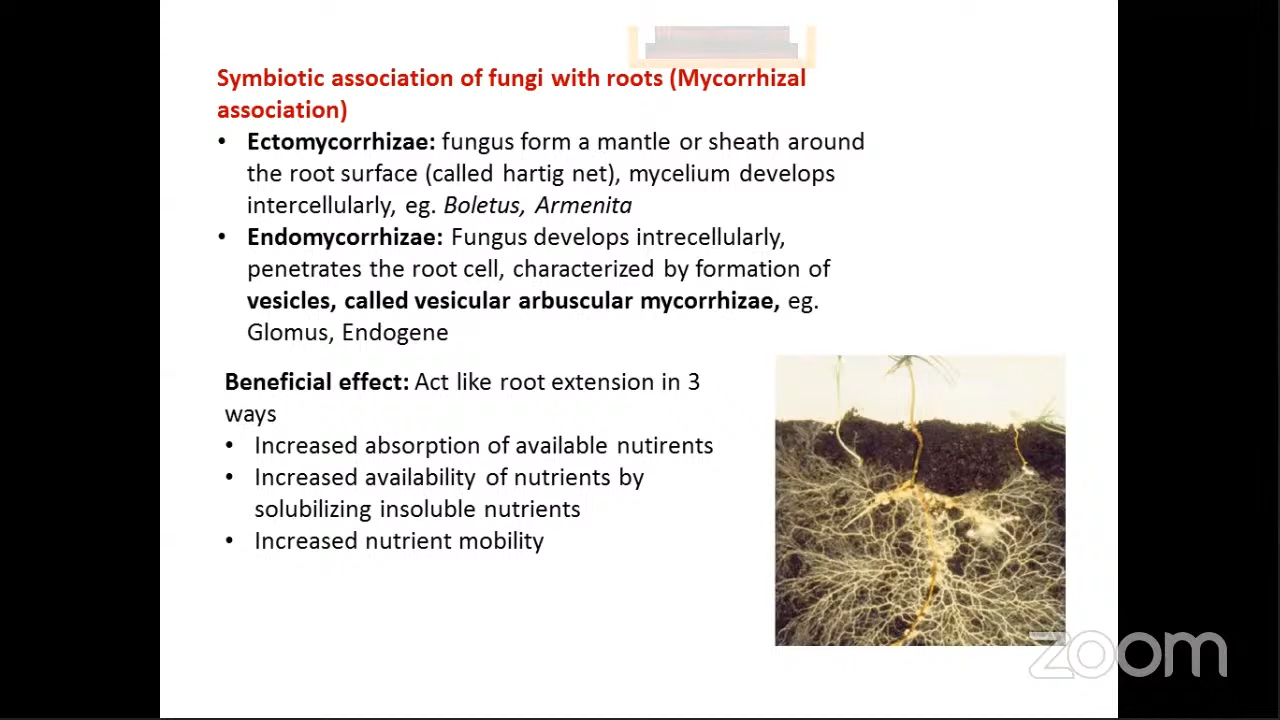 Symbiotic association of fungi with roots (Mycorrhizal
association)
• Ectomycorrhizae: fungus form a mantle or sheath around
the root surface (called hartig net), mycelium develops
intercellularly, eg. Boletus, Armenita
• Endomycorrhizae: Fungus develops intrecellularly,
penetrates the root cell, characterized by formation of
vesicles, called vesicular arbuscular mycorrhizae, eg.
Glomus, Endogene
Beneficial effect: Act like root extension in 3
ways
• Increased absorption of available nutirents
• Increased availability of nutrients by
solubilizing insoluble nutrients
• Increased nutrient mobility
zoom